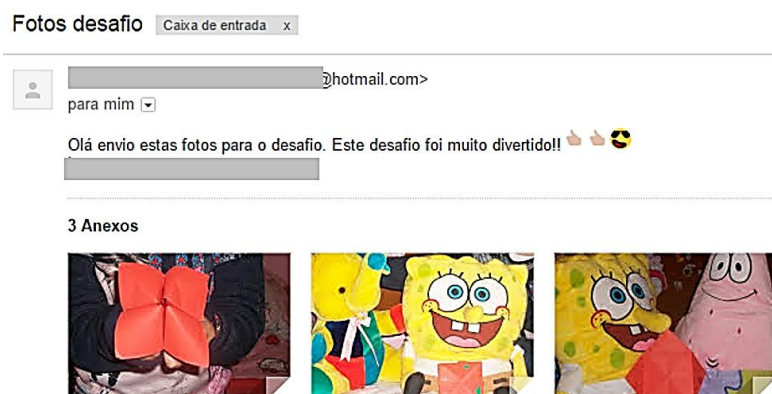 Fotos desafio Caixa de entrada x
@hotmail.com>
para mim
Olá envio estas fotos para o desafio. Este desafio foi muito divertido!!
3 Anexos